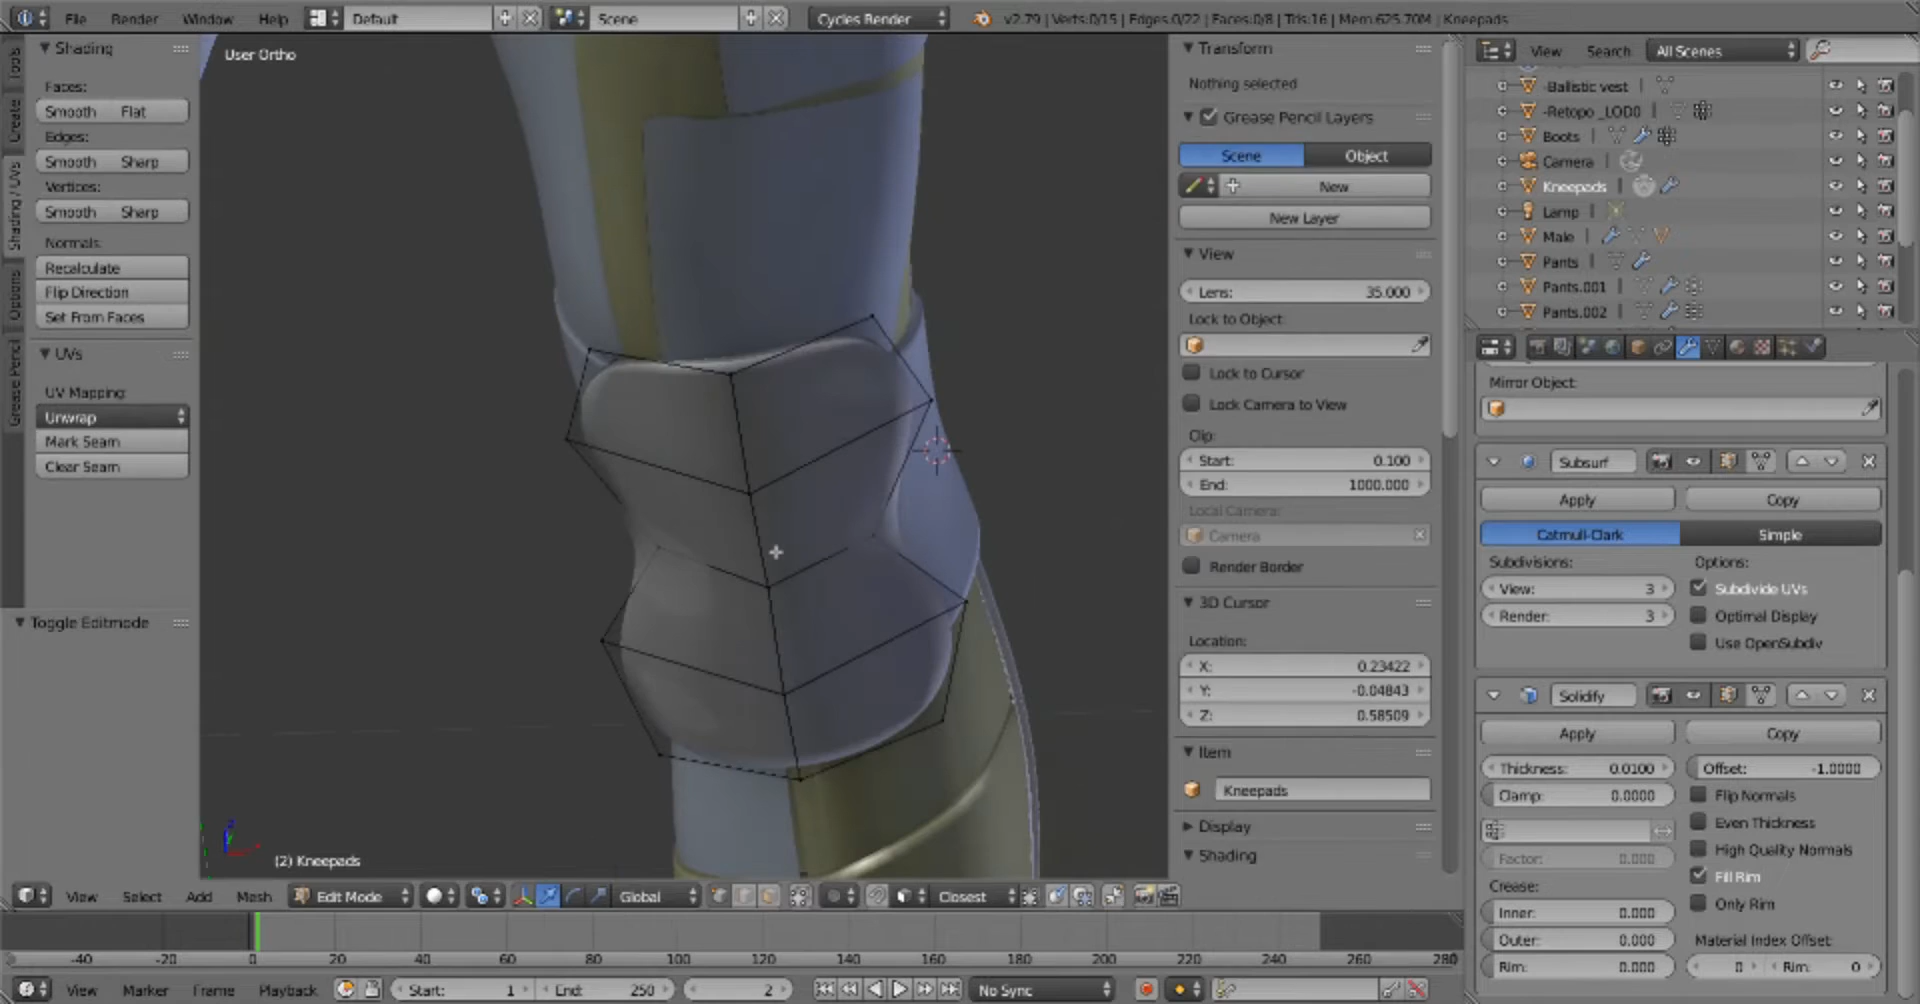 File Render Window Help Default Scene Cycles Render v2.79 | Verts:0/15 | Edges:0/22 | Faces:0/8 | Tris:16 | Mem:625.70M | Kneepads
Tools
Create
Shading / UVs
Options
Grease Pencil
Shading
Faces:
Smooth Flat
Edges:
Smooth Sharp
Vertices:
Smooth Sharp
Normals:
Recalculate
Flip Direction
Set From Faces
UVs
UV Mapping:
Unwrap
Mark Seam
Clear Seam
Toggle Editmode
User Ortho
(2) Kneepads
Transform
Nothing selected
Grease Pencil Layers
Scene Object
New
New Layer
View
Lens: 35.000
Lock to Object:
Lock to Cursor
Lock Camera to View
Clip:
Start: 0.100
End: 1000.000
Local Camera:
Camera
Render Border
3D Cursor
Location:
X: 0.23422
Y: -0.04843
Z: 0.58509
Item
Kneepads
Display
Shading
View Search All Scenes
-Ballistic vest
-Retopo _LOD0
Boots
Camera
Kneepads
Lamp
Male
Pants
Pants.001
Pants.002
Mirror Object:
Subsurf
Apply Copy
Catmull-Clark Simple
Subdivisions: Options:
View: 3 Subdivide UVs
Render: 3 Optimal Display
Use OpenSubdiv
Solidify
Apply Copy
Thickness: 0.0100 Offset: -1.0000
Clamp: 0.0000 Flip Normals
Even Thickness
Factor: 0.000 High Quality Normals
Crease: Fill Rim
Inner: 0.000 Only Rim
Outer: 0.000 Material Index Offset:
Rim: 0.000 0 Rim: 0
View Select Add Mesh Edit Mode Global Closest
-40 -20 0 20 40 60 80 100 120 140 160 180 200 220 240 260 280
View Marker Frame Playback Start: 1 End: 250 2 No Sync